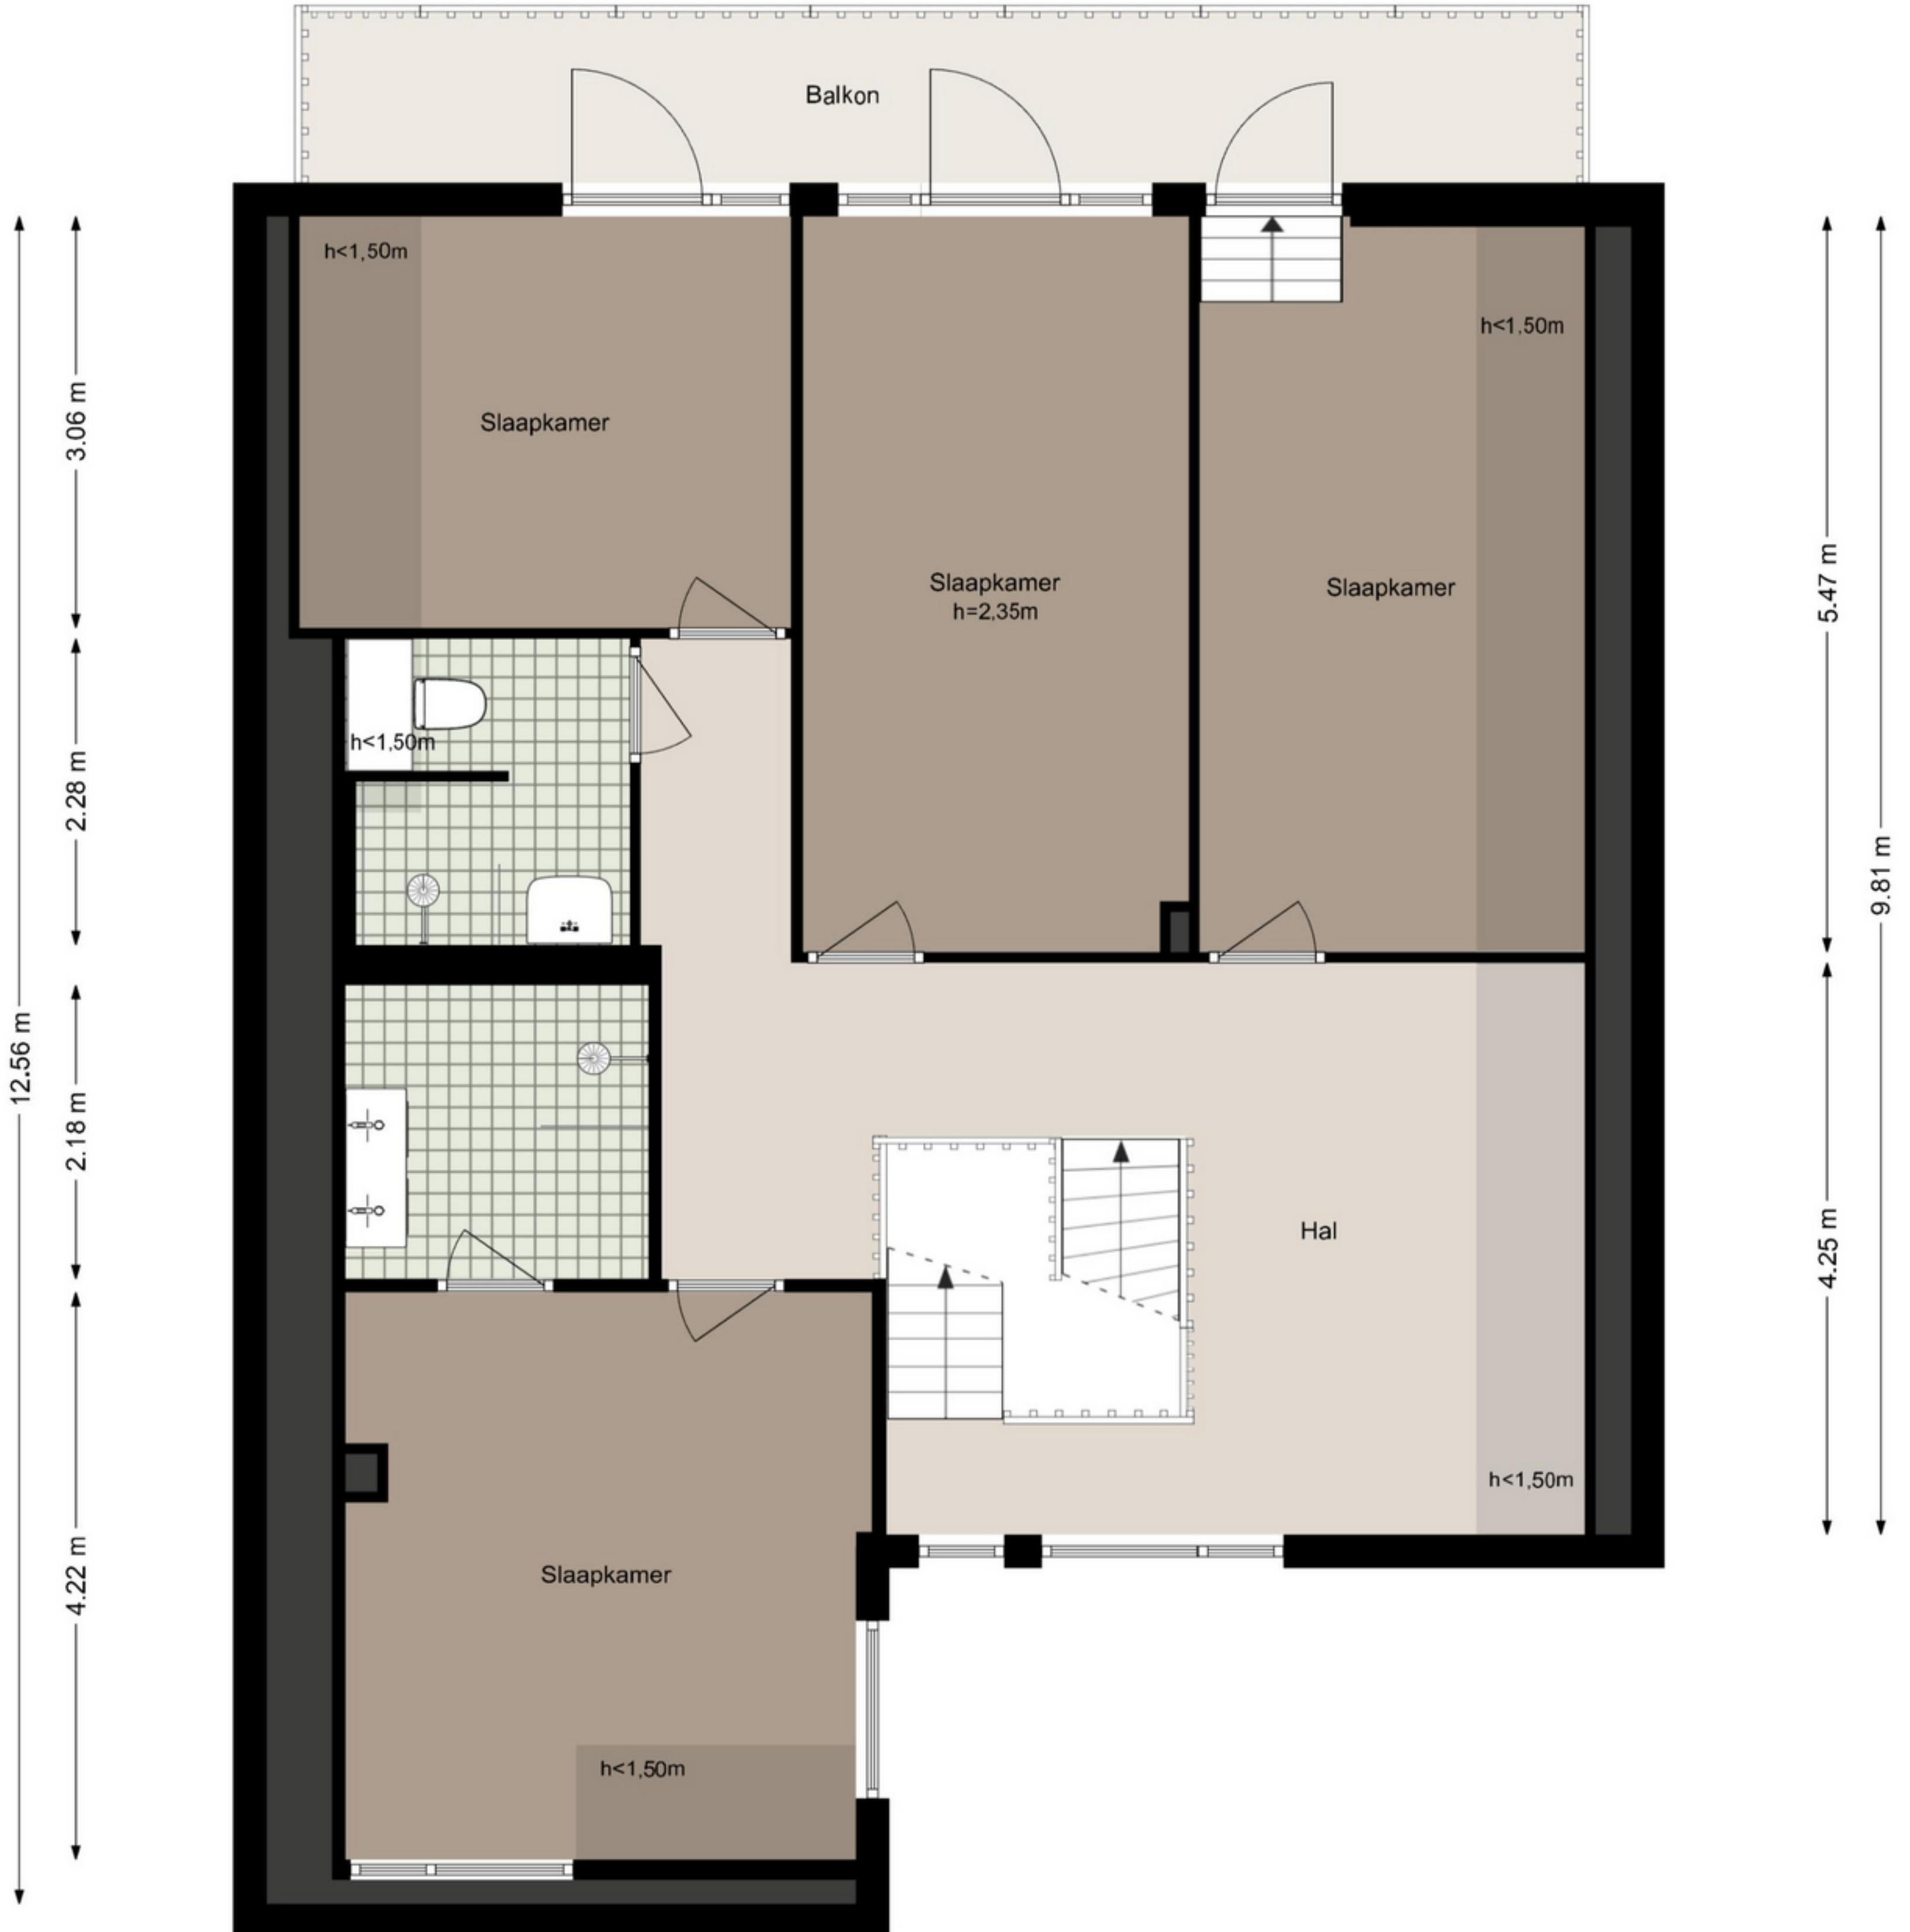 Balkon
h<1,50m
h<1.50m
3.06 m
Slaapkamer
Slaapkamer
h=2,35m
Slaapkamer
5.47 m
h<1,50m
2.28 m
9.81 m
12.56 m
2.18 m
Hal
4.25 m
h<1,50m
4.22 m
Slaapkamer
h<1,50m